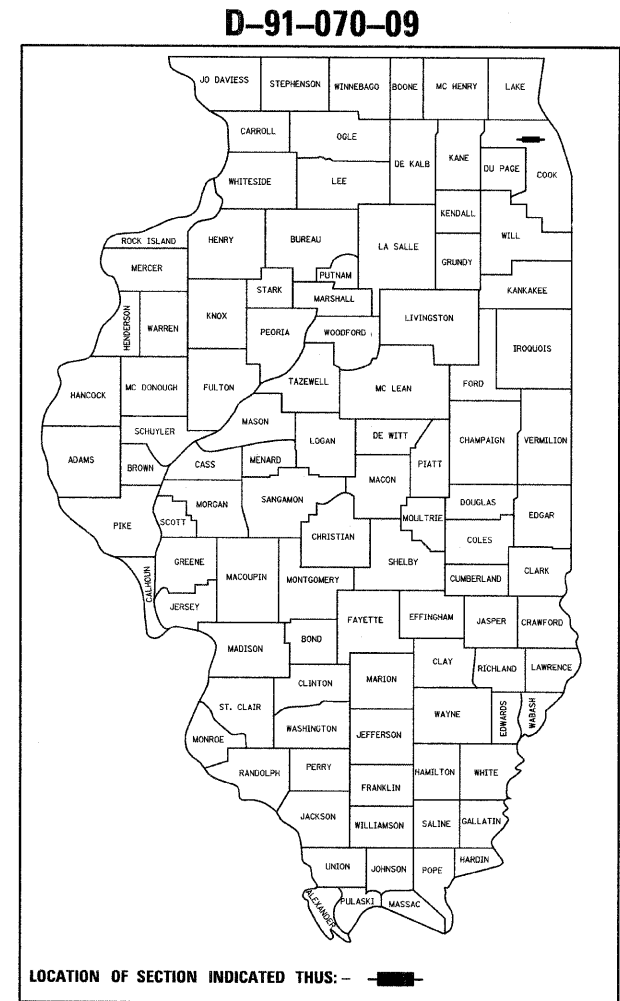 D-91-070-09
JO DAVIESS
STEPHENSON
WINNEBAGO
BOONE
MC HENRY
LAKE
CARROLL
OGLE
DE KALB
KANE
DU PAGE
COOK
WHITESIDE
LEE
KENDALL
WILL
ROCK ISLAND
HENRY
BUREAU
LA SALLE
GRUNDY
MERCER
PUTNAM
KANKAKEE
STARK
MARSHALL
HENDERSON
WARREN
KNOX
PEORIA
WOODFORD
LIVINGSTON
IROQUOIS
HANCOCK
MC DONOUGH
FULTON
TAZEWELL
MC LEAN
FORD
SCHUYLER
MASON
LOGAN
DE WITT
CHAMPAIGN
VERMILION
ADAMS
BROWN
CASS
MENARD
PIATT
MACON
MORGAN
SANGAMON
DOUGLAS
EDGAR
PIKE
SCOTT
MOULTRIE
CHRISTIAN
COLES
GREENE
MACOUPIN
MONTGOMERY
SHELBY
CUMBERLAND
CLARK
CALHOUN
JERSEY
FAYETTE
EFFINGHAM
JASPER
CRAWFORD
MADISON
BOND
CLAY
RICHLAND
LAWRENCE
CLINTON
MARION
ST. CLAIR
WAYNE
EDWARDS
WABASH
WASHINGTON
JEFFERSON
MONROE
RANDOLPH
PERRY
HAMILTON
WHITE
FRANKLIN
JACKSON
WILLIAMSON
SALINE
GALLATIN
UNION
JOHNSON
POPE
HARDIN
ALEXANDER
PULASKI
MASSAC
LOCATION OF SECTION INDICATED THUS: -